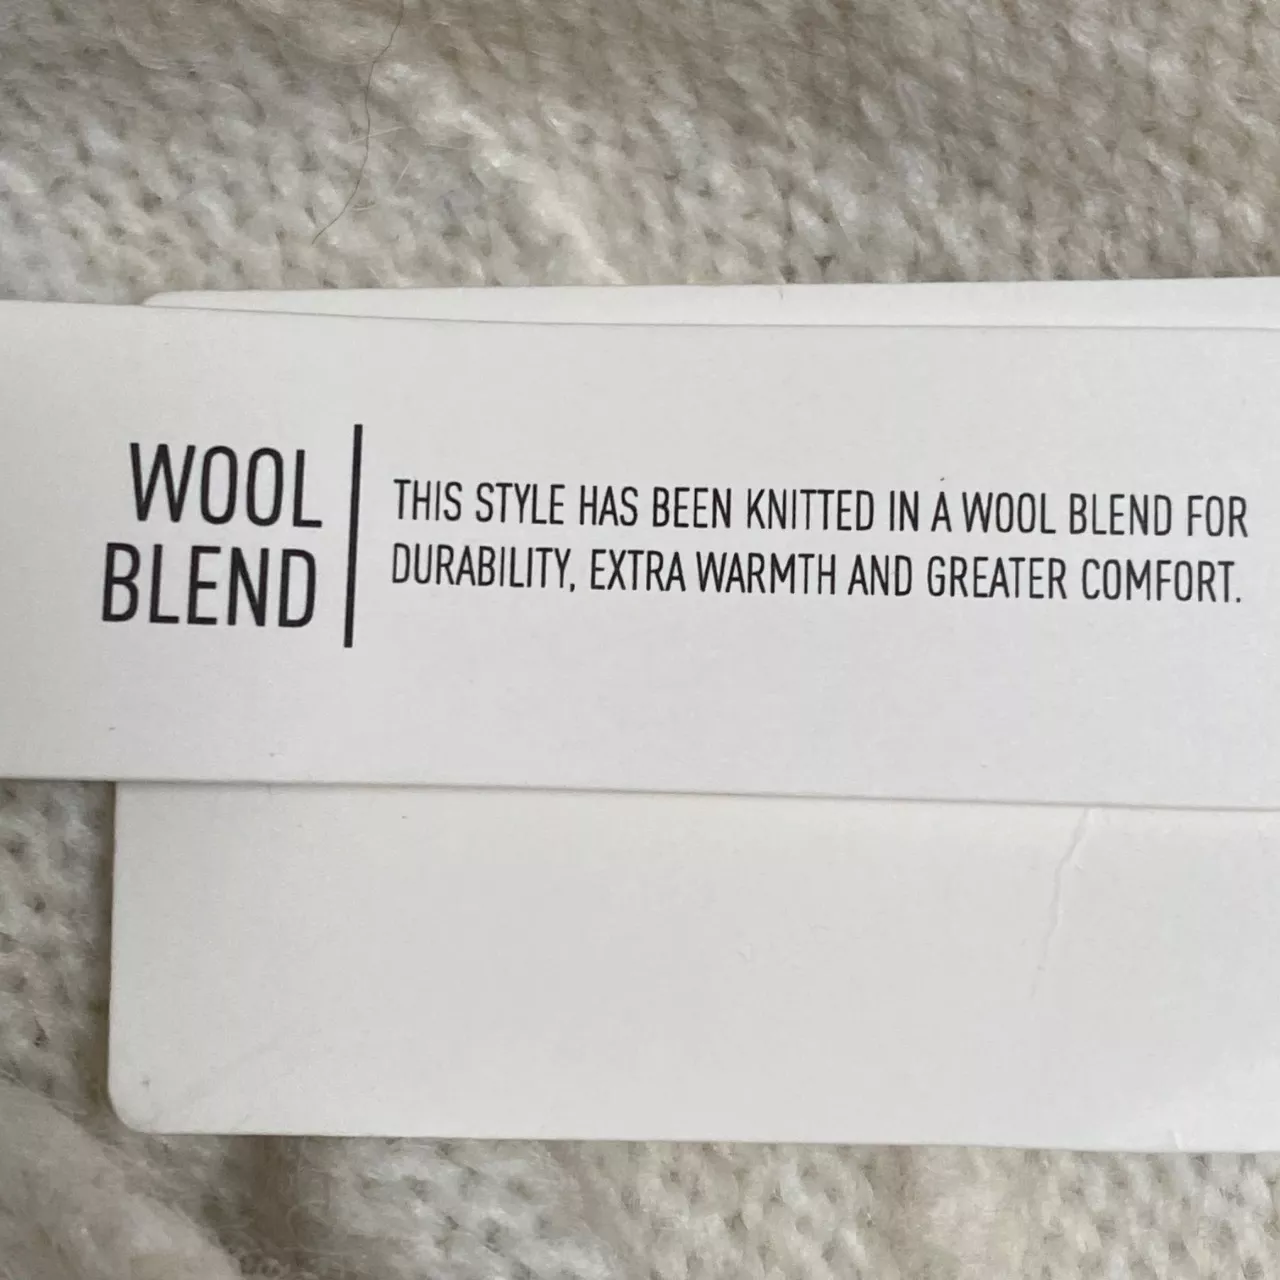 WOOL
BLEND
THIS STYLE HAS BEEN KNITTED IN A WOOL BLEND FOR
DURABILITY, EXTRA WARMTH AND GREATER COMFORT.